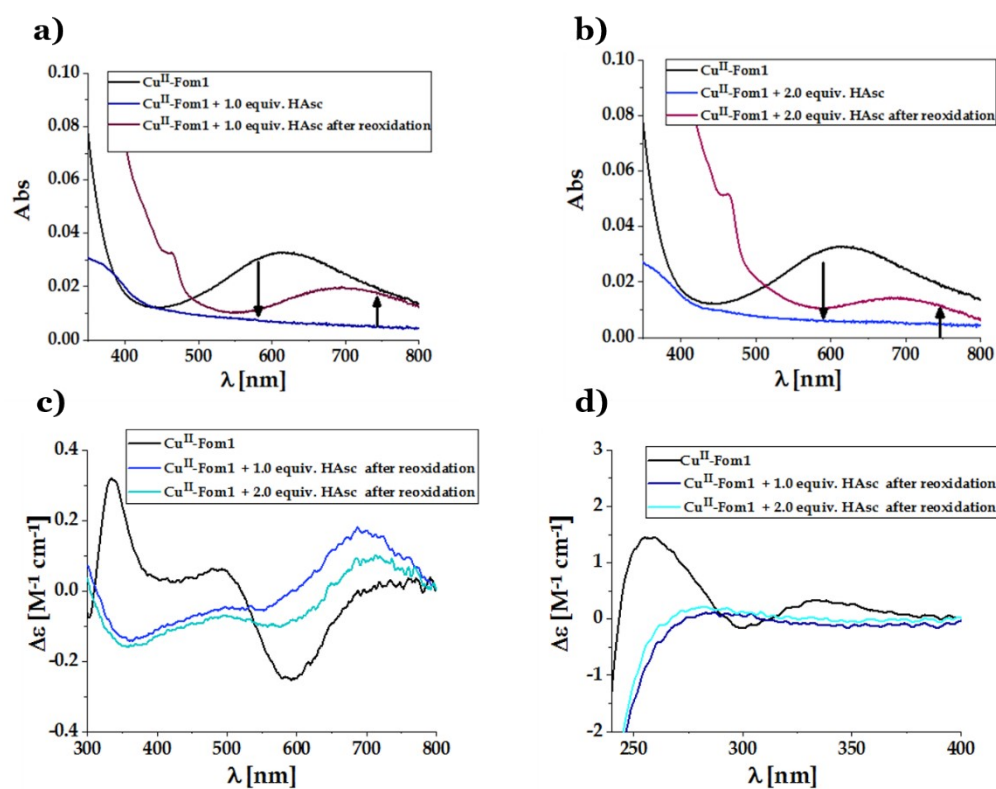 a)
0.10
0.08
0.06
0.04
0.02
0.00
Abs
Cuᴵᴵ-Fom1
Cuᴵᴵ-Fom1 + 1.0 equiv. HAsc
Cuᴵᴵ-Fom1 + 1.0 equiv. HAsc after reoxidation
400 500 600 700 800
λ [nm]
b)
0.10
0.08
0.06
0.04
0.02
0.00
Abs
Cuᴵᴵ-Fom1
Cuᴵᴵ-Fom1 + 2.0 equiv. HAsc
Cuᴵᴵ-Fom1 + 2.0 equiv. HAsc after reoxidation
400 500 600 700 800
λ [nm]
c)
0.4
0.2
0.0
-0.2
-0.4
Δε [M⁻¹ cm⁻¹]
Cuᴵᴵ-Fom1
Cuᴵᴵ-Fom1 + 1.0 equiv. HAsc after reoxidation
Cuᴵᴵ-Fom1 + 2.0 equiv. HAsc after reoxidation
300 400 500 600 700 800
λ [nm]
d)
3
2
1
0
-1
-2
Δε [M⁻¹ cm⁻¹]
Cuᴵᴵ-Fom1
Cuᴵᴵ-Fom1 + 1.0 equiv. HAsc after reoxidation
Cuᴵᴵ-Fom1 + 2.0 equiv. HAsc after reoxidation
250 300 350 400
λ [nm]